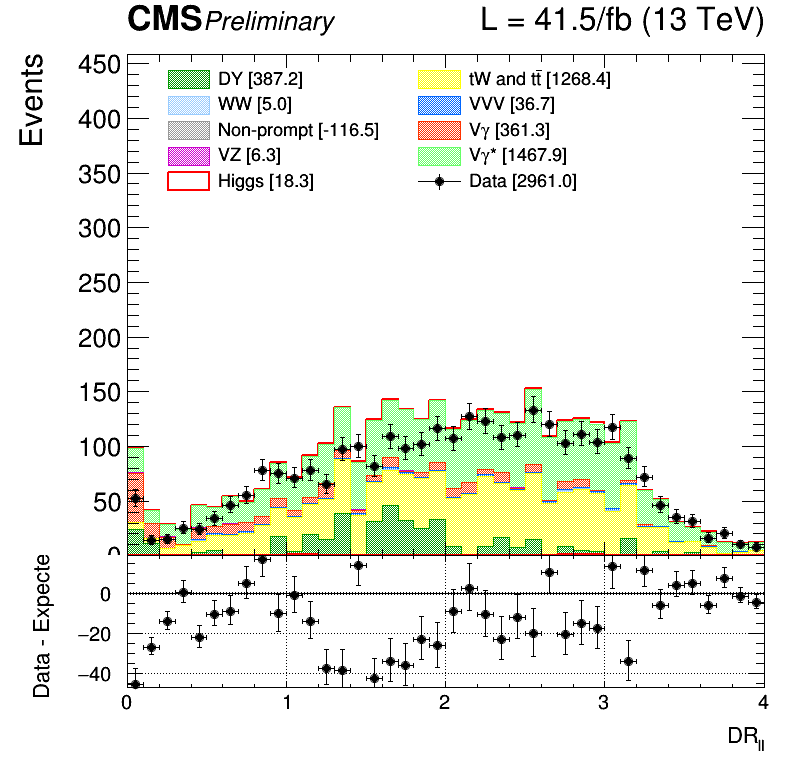 CMS Preliminary L = 41.5/fb (13 TeV)
Events
450
400
350
300
250
200
150
100
50
0
DY [387.2]
WW [5.0]
Non-prompt [-116.5]
VZ [6.3]
Higgs [18.3]
tW and tt̄ [1268.4]
VVV [36.7]
Vγ [361.3]
Vγ* [1467.9]
Data [2961.0]
Data - Expecte
0
−20
−40
0 1 2 3 4
DRll